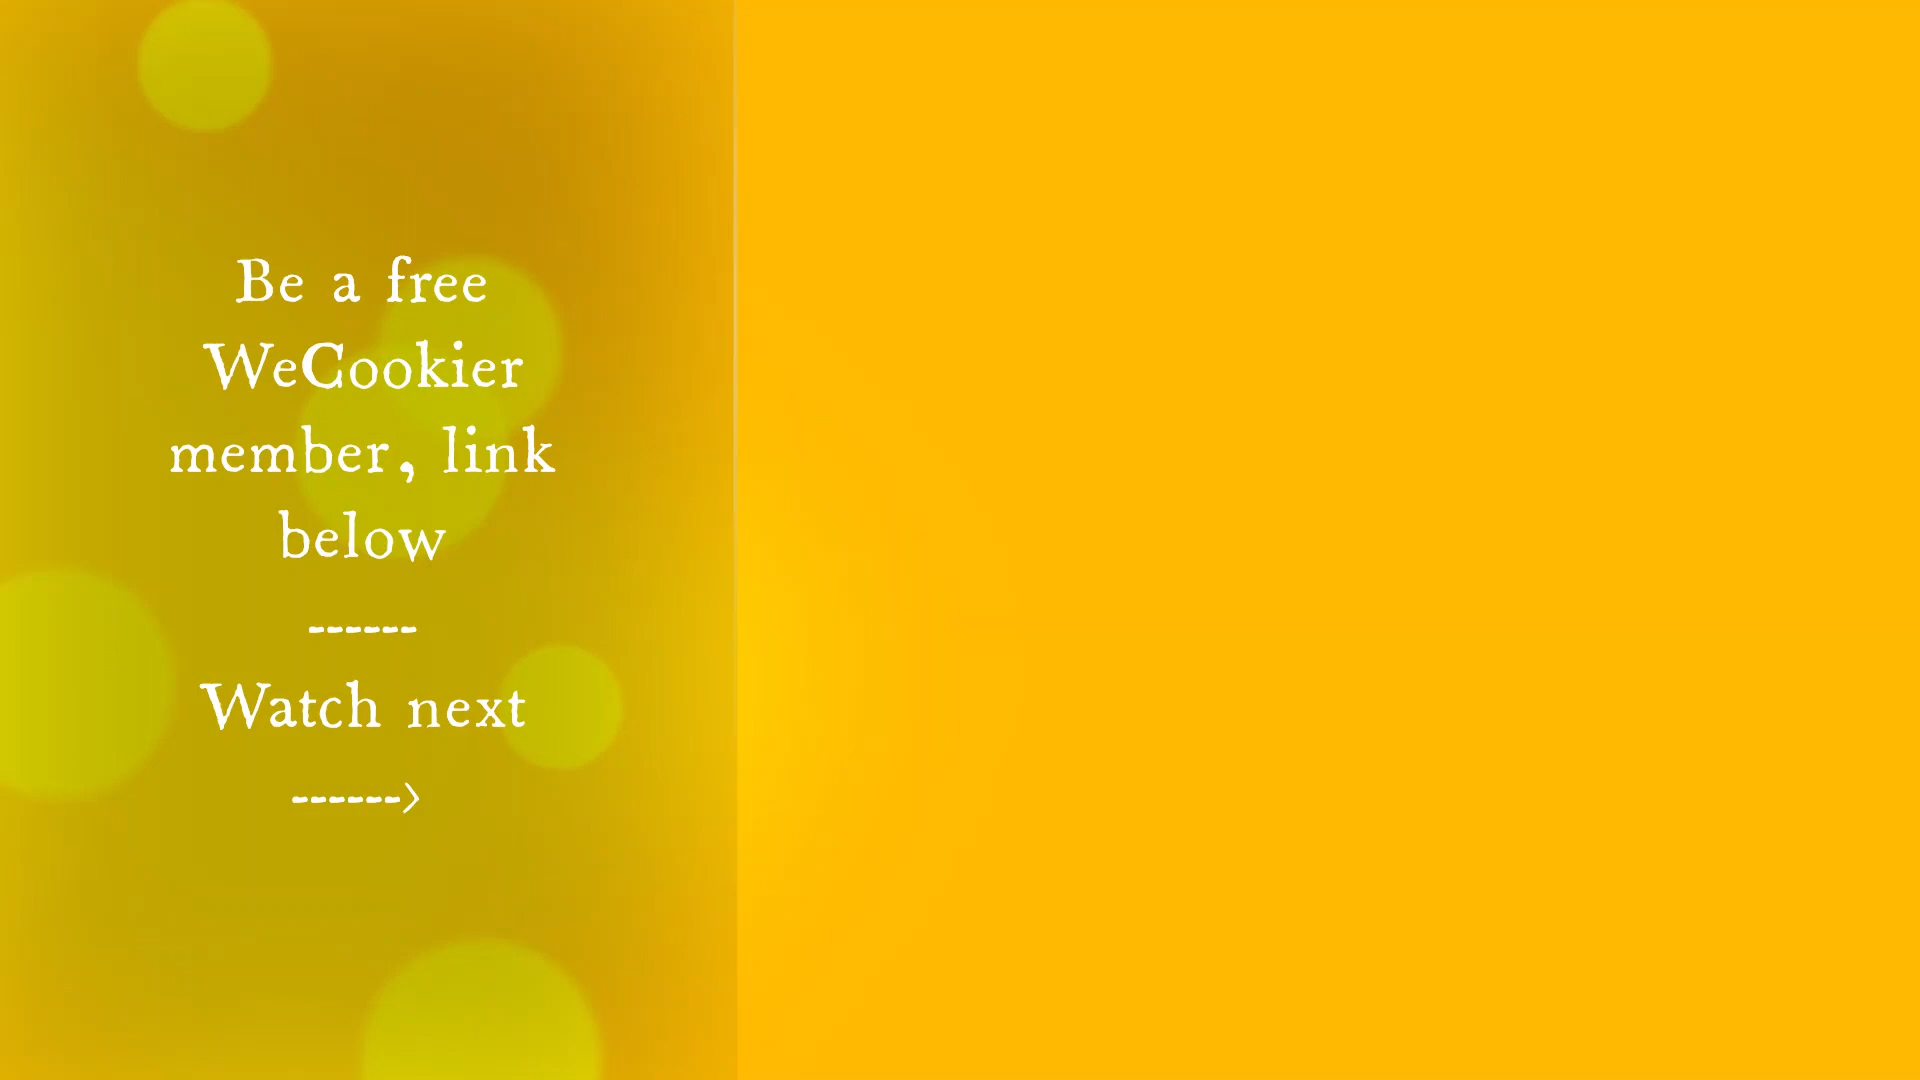 Be a free
WeCookier
member, link
below
------
Watch next
------>